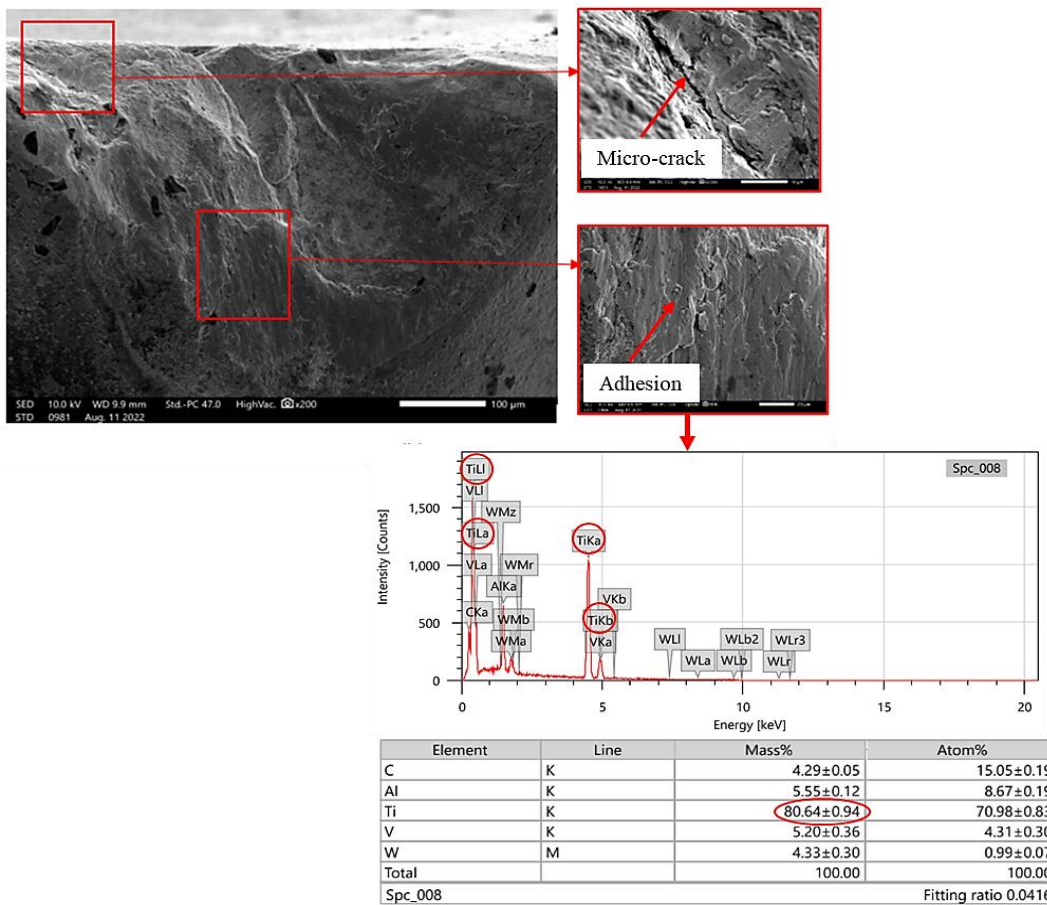 Micro-crack
Adhesion
SED 10.0 kV WD 9.9 mm Std.-PC 47.0 HighVac. x200 100 µm
STD 0981 Aug. 11 2022
Spc_008
TiLl
VLl
WMz
TiLa
TiKa
VLa
WMr
AlKa
VKb
CKa
WMb
TiKb
WMa
VKa
WLl
WLb2
WLr3
WLa
WLb
WLr
Intensity [Counts]
1,500
1,000
500
0
0 5 10 15 20
Energy [keV]
Element Line Mass% Atom%
C K 4.29±0.05 15.05±0.19
Al K 5.55±0.12 8.67±0.19
Ti K 80.64±0.94 70.98±0.83
V K 5.20±0.36 4.31±0.30
W M 4.33±0.30 0.99±0.07
Total 100.00 100.00
Spc_008 Fitting ratio 0.0416